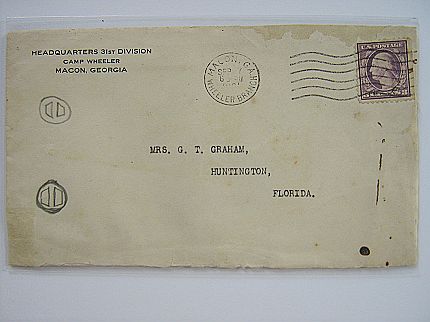 HEADQUARTERS 31ST DIVISION
CAMP WHEELER
MACON, GEORGIA
MACON, GA.
WHEELER BRANCH
U.S. POSTAGE
MRS. G. T. GRAHAM,
HUNTINGTON,
FLORIDA.